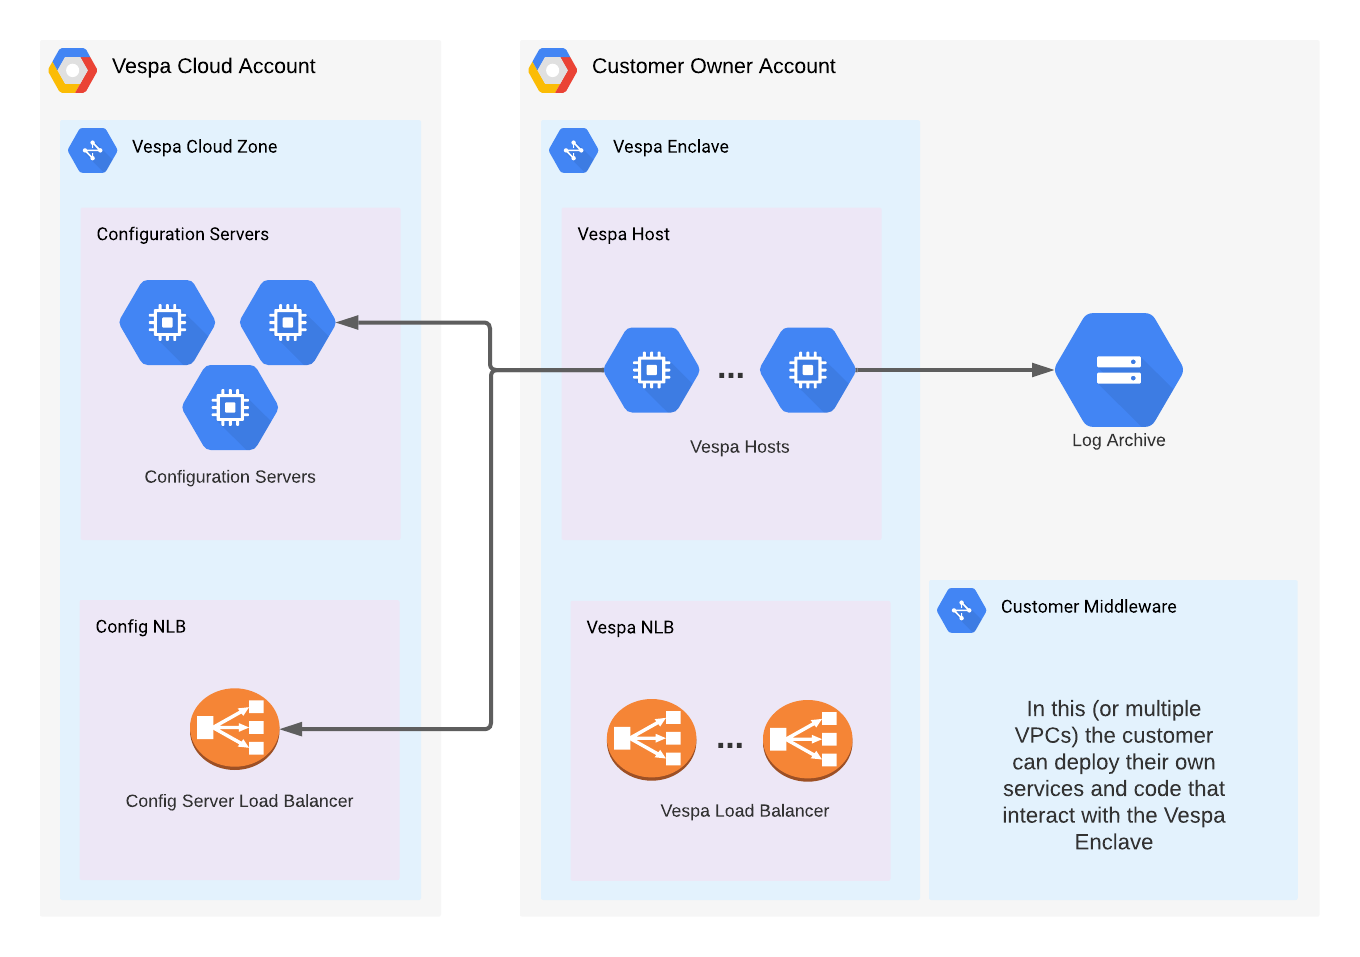 Vespa Cloud Account
Vespa Cloud Zone
Configuration Servers
Configuration Servers
Config NLB
Config Server Load Balancer
Customer Owner Account
Vespa Enclave
Vespa Host
...
Vespa Hosts
Vespa NLB
...
Vespa Load Balancer
Log Archive
Customer Middleware
In this (or multiple
VPCs) the customer
can deploy their own
services and code that
interact with the Vespa
Enclave